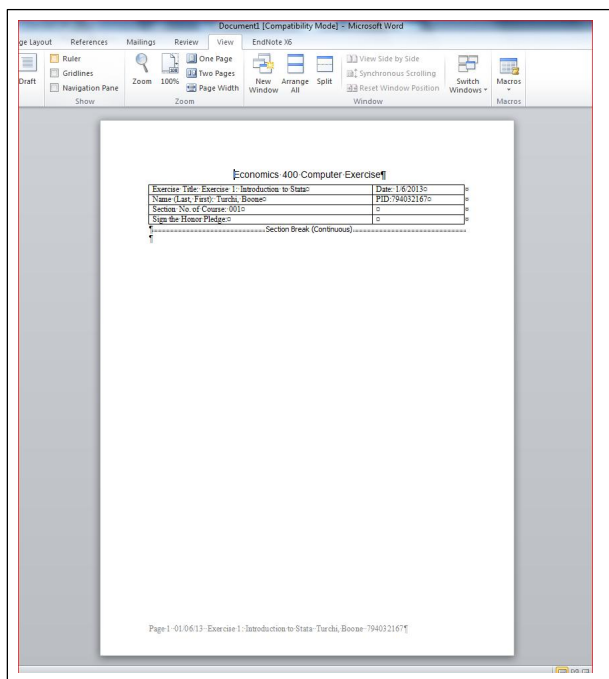 Document1 [Compatibility Mode] - Microsoft Word
ge Layout References Mailings Review View EndNote X6
Ruler One Page View Side by Side
Gridlines Two Pages Synchronous Scrolling
Draft Navigation Pane Zoom 100% Page Width New Window Arrange All Split Reset Window Position Switch Windows Macros
Show Zoom Window Macros
Economics·400·Computer·Exercise¶
Exercise·Title:·Exercise·1:·Introduction·to·Stata¤ Date:·1/6/2013¤ ¤
Name·(Last,·First):·Turchi,·Boone¤ PID:794032167¤ ¤
Section·No.·of·Course:·001¤ ¤ ¤
Sign·the·Honor·Pledge:¤ ¤ ¤
¶ Section Break (Continuous)
¶
Page·1··01/06/13··Exercise·1:·Introduction·to·Stata··Turchi,·Boone··794032167¶